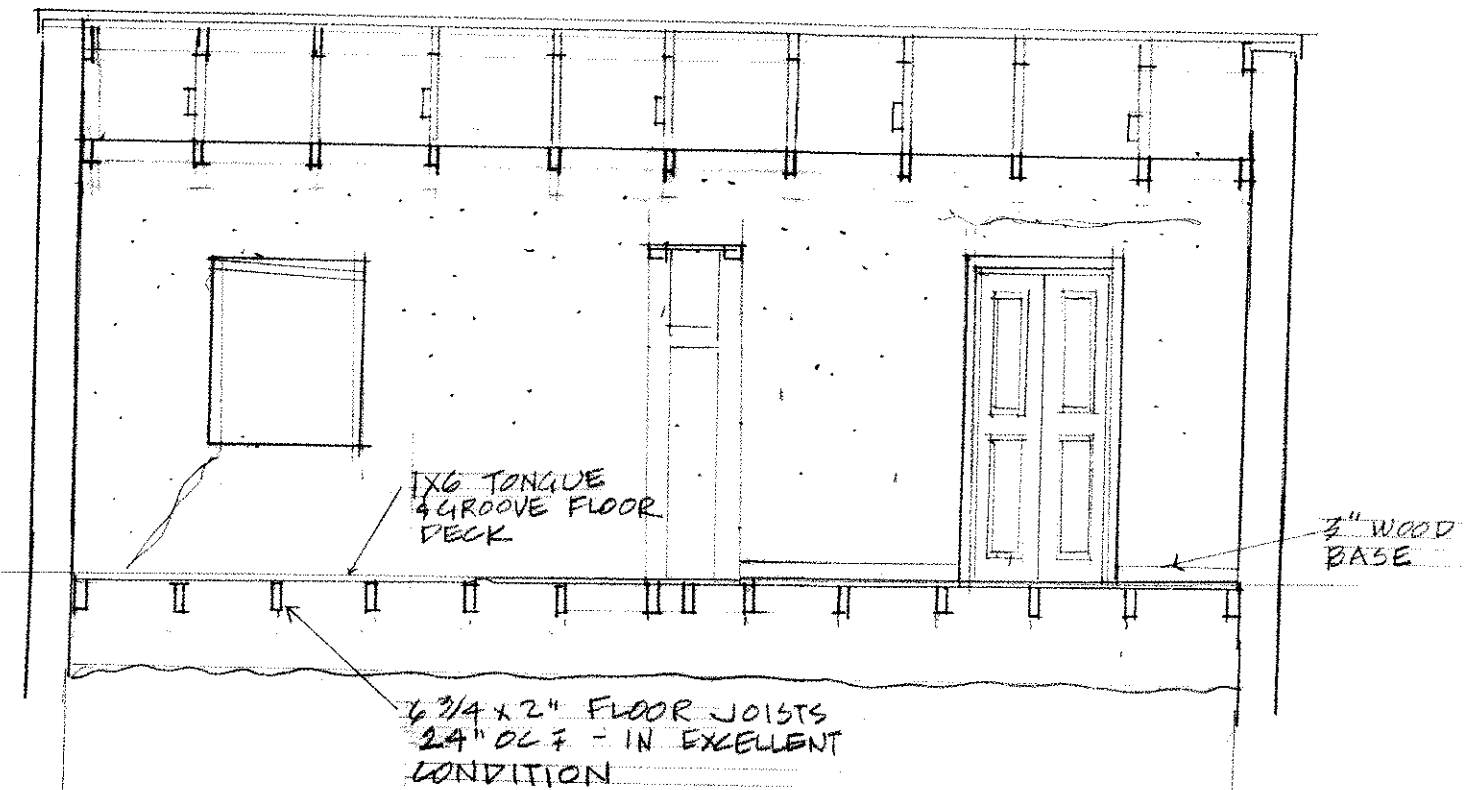 1X6 TONGUE
& GROOVE FLOOR
DECK
3" WOOD
BASE
6 3/4 x 2" FLOOR JOISTS
24" OC ± - IN EXCELLENT
CONDITION